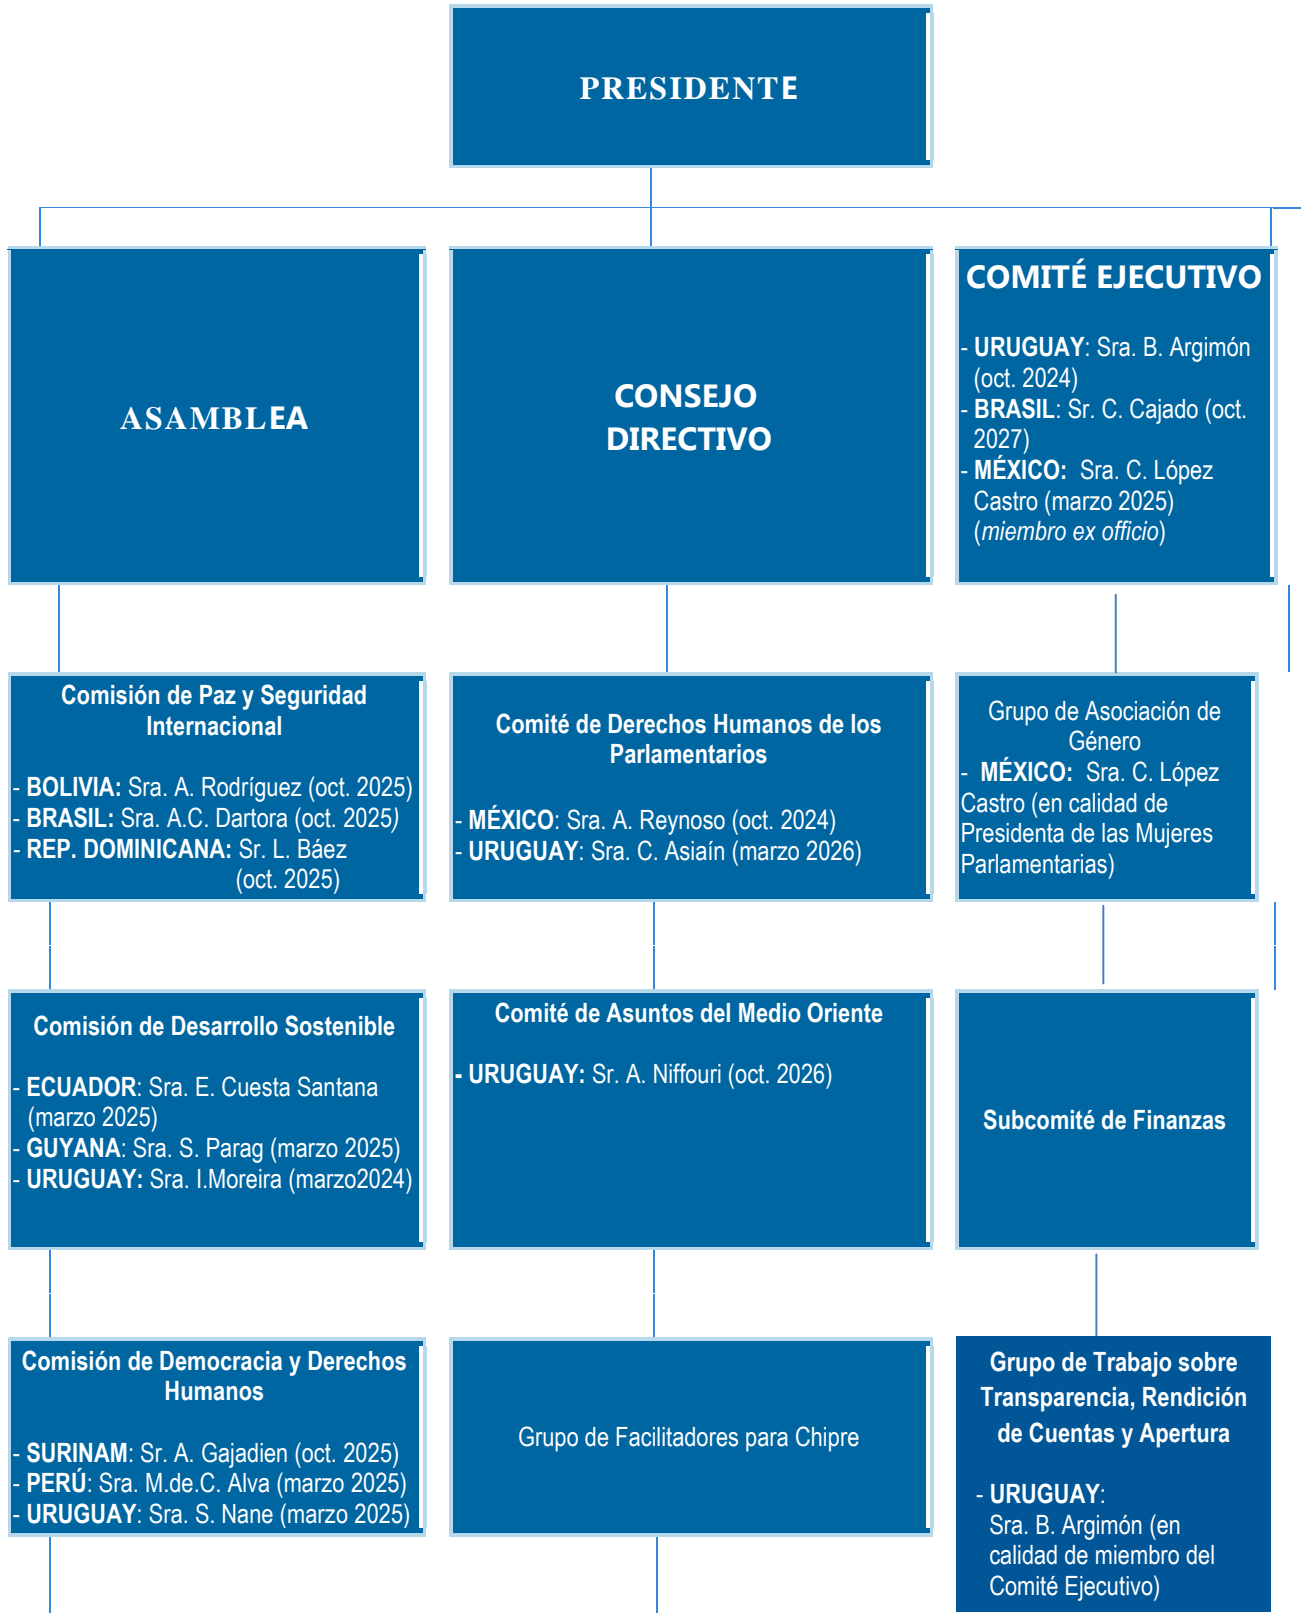 PRESIDENTE
ASAMBLEA
CONSEJO
DIRECTIVO
COMITÉ EJECUTIVO
- URUGUAY: Sra. B. Argimón
(oct. 2024)
- BRASIL: Sr. C. Cajado (oct.
2027)
- MÉXICO: Sra. C. López
Castro (marzo 2025)
(miembro ex officio)
Comisión de Paz y Seguridad
Internacional
- BOLIVIA: Sra. A. Rodríguez (oct. 2025)
- BRASIL: Sra. A.C. Dartora (oct. 2025)
- REP. DOMINICANA: Sr. L. Báez
(oct. 2025)
Comité de Derechos Humanos de los
Parlamentarios
- MÉXICO: Sra. A. Reynoso (oct. 2024)
- URUGUAY: Sra. C. Asiaín (marzo 2026)
Grupo de Asociación de
Género
- MÉXICO: Sra. C. López
Castro (en calidad de
Presidenta de las Mujeres
Parlamentarias)
Comisión de Desarrollo Sostenible
- ECUADOR: Sra. E. Cuesta Santana
(marzo 2025)
- GUYANA: Sra. S. Parag (marzo 2025)
- URUGUAY: Sra. I.Moreira (marzo2024)
Comité de Asuntos del Medio Oriente
- URUGUAY: Sr. A. Niffouri (oct. 2026)
Subcomité de Finanzas
Comisión de Democracia y Derechos
Humanos
- SURINAM: Sr. A. Gajadien (oct. 2025)
- PERÚ: Sra. M.de.C. Alva (marzo 2025)
- URUGUAY: Sra. S. Nane (marzo 2025)
Grupo de Facilitadores para Chipre
Grupo de Trabajo sobre
Transparencia, Rendición
de Cuentas y Apertura
- URUGUAY:
Sra. B. Argimón (en
calidad de miembro del
Comité Ejecutivo)